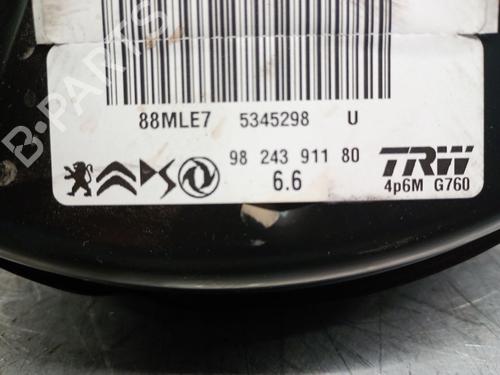 B-PARTS
88MLE7 5345298 U
98 243 911 80
6.6
TRW
4p6M G760